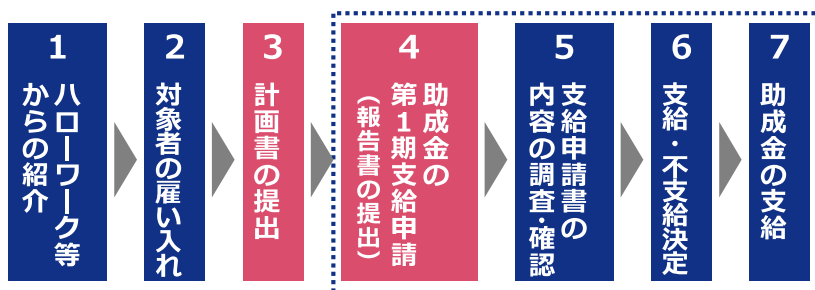 1
ハローワーク等
からの紹介
2
対象者の雇い入れ
3
計画書の提出
4
助成金の
第1期支給申請
(報告書の提出)
5
支給申請書の
内容の調査・確認
6
支給・不支給決定
7
助成金の支給